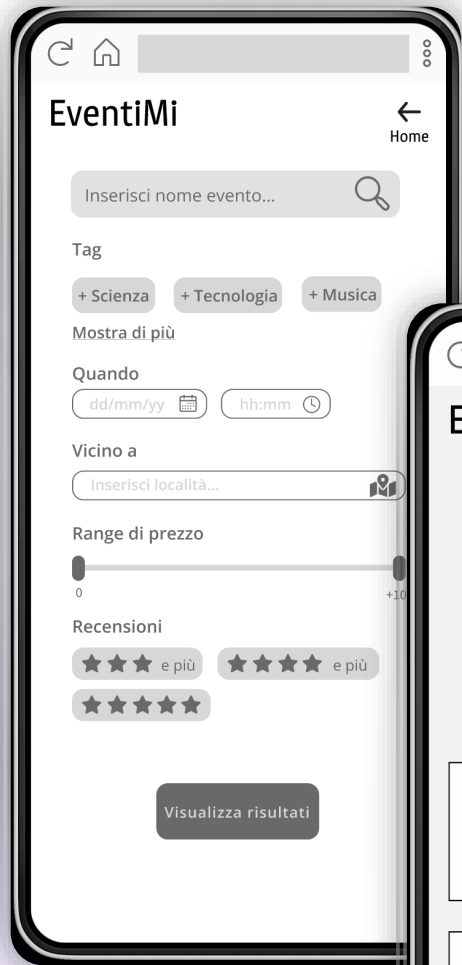 EventiMi
Home
Inserisci nome evento...
Tag
+ Scienza + Tecnologia + Musica
Mostra di più
Quando
dd/mm/yy hh:mm
Vicino a
Inserisci località...
Range di prezzo
0
Recensioni
e più e più
Visualizza risultati